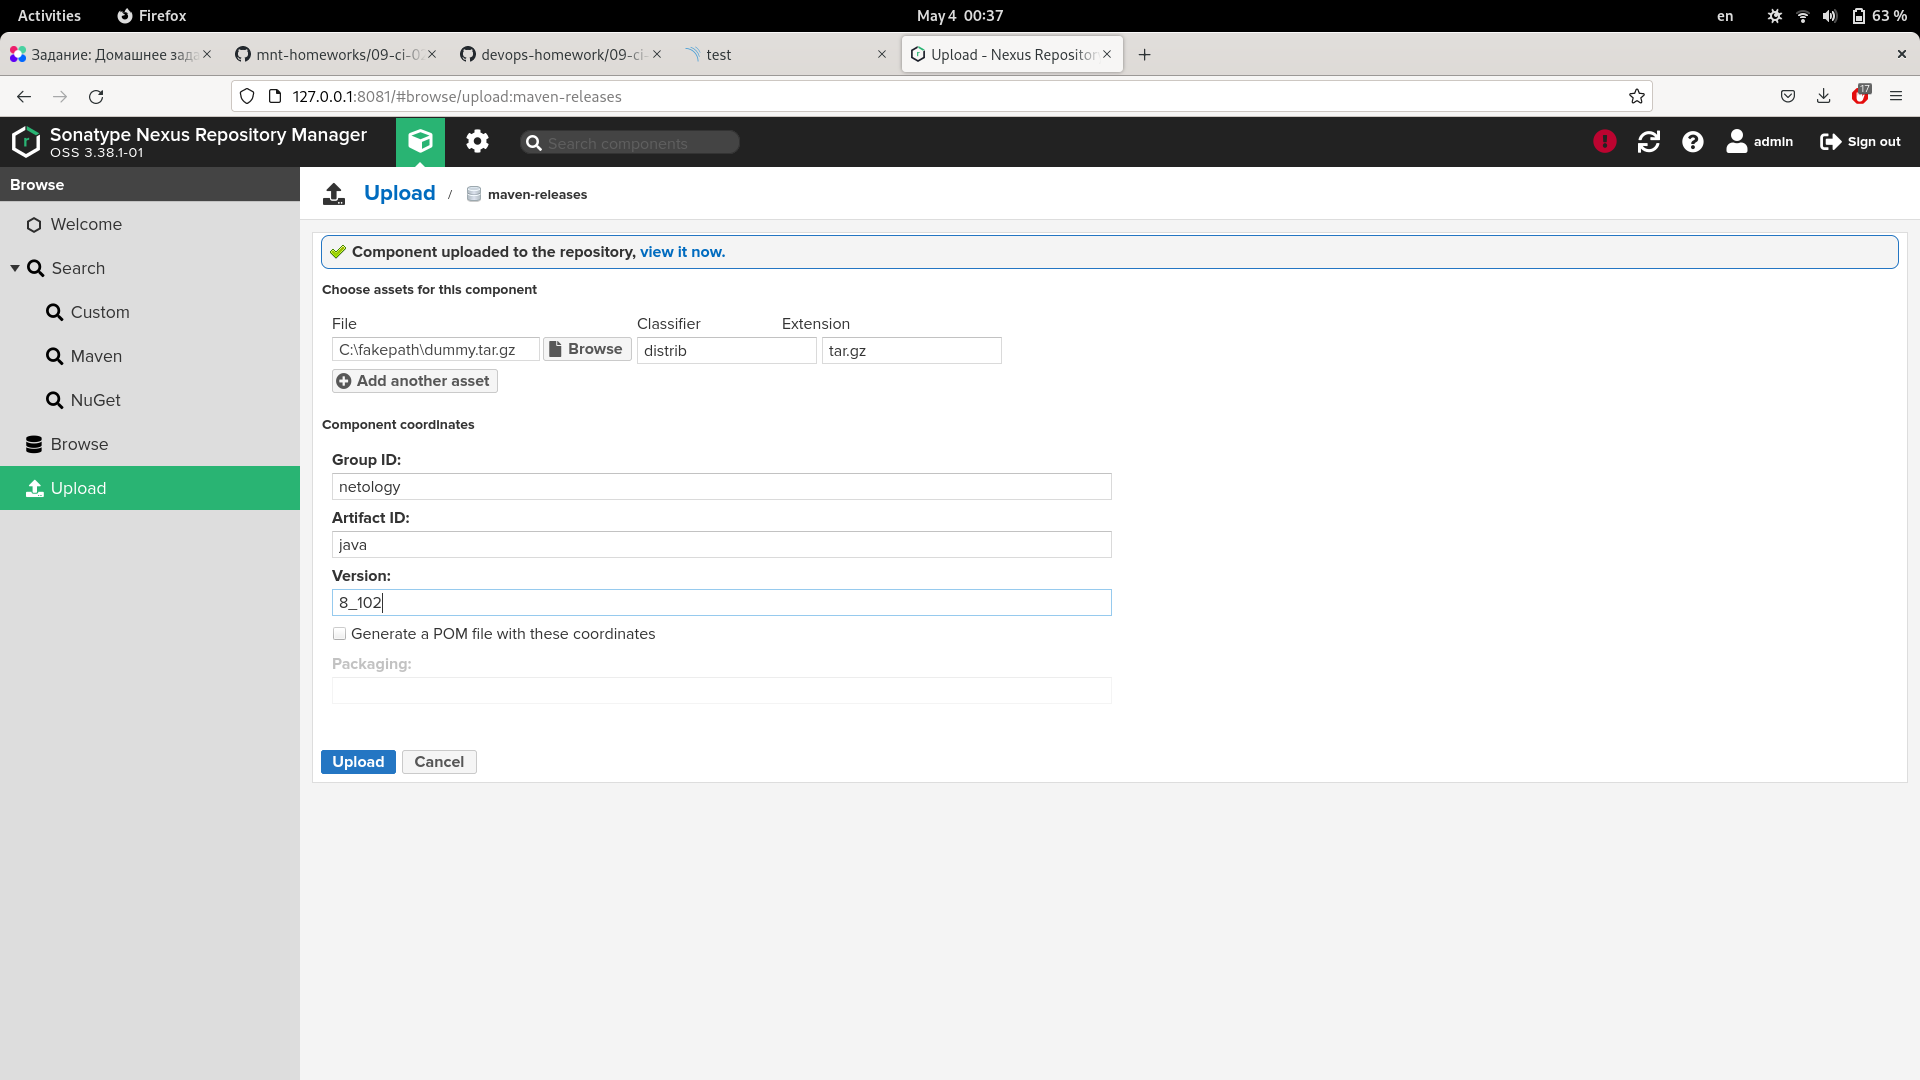 Activities Firefox May 4 00:37 en 63 %
Задание: Домашнее зада mnt-homeworks/09-ci-0 devops-homework/09-ci- test Upload - Nexus Repositor
127.0.0.1:8081/#browse/upload:maven-releases 17
Sonatype Nexus Repository Manager
OSS 3.38.1-01
Search components
admin Sign out
Browse
Welcome
Search
Custom
Maven
NuGet
Browse
Upload
Upload / maven-releases
Component uploaded to the repository, view it now.
Choose assets for this component
File Classifier Extension
C:\fakepath\dummy.tar.gz Browse distrib tar.gz
Add another asset
Component coordinates
Group ID:
netology
Artifact ID:
java
Version:
8_102
Generate a POM file with these coordinates
Packaging:
Upload Cancel